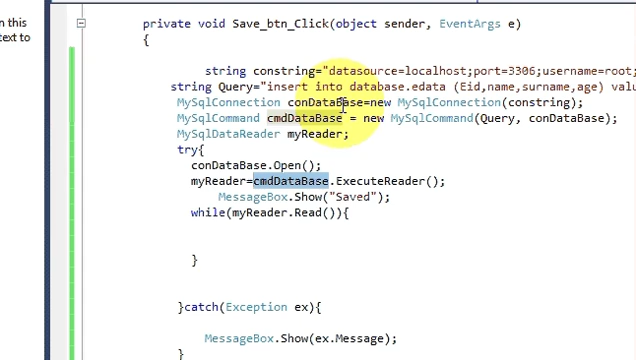 n this
text to
private void Save_btn_Click(object sender, EventArgs e)
{
string constring="datasource=localhost;port=3306;username=root;
string Query="insert into database.edata (Eid,name,surname,age) valu
MySqlConnection conDataBase=new MySqlConnection(constring);
MySqlCommand cmdDataBase = new MySqlCommand(Query, conDataBase);
MySqlDataReader myReader;
try{
conDataBase.Open();
myReader=cmdDataBase.ExecuteReader();
MessageBox.Show("Saved");
while(myReader.Read()){
}
}catch(Exception ex){
MessageBox.Show(ex.Message);
}